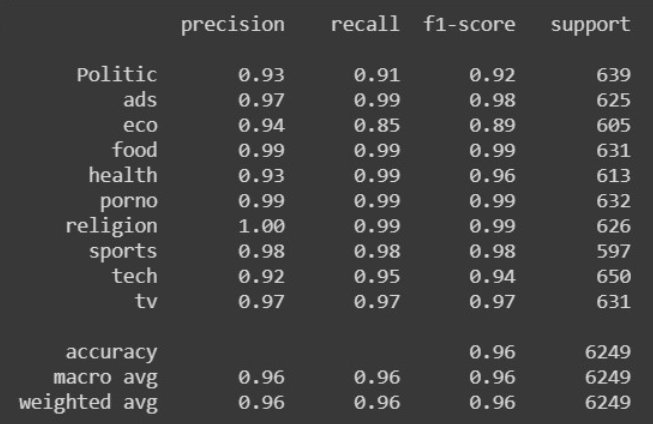 precision recall f1-score support
Politic 0.93 0.91 0.92 639
ads 0.97 0.99 0.98 625
eco 0.94 0.85 0.89 605
food 0.99 0.99 0.99 631
health 0.93 0.99 0.96 613
porno 0.99 0.99 0.99 632
religion 1.00 0.99 0.99 626
sports 0.98 0.98 0.98 597
tech 0.92 0.95 0.94 650
tv 0.97 0.97 0.97 631
accuracy 0.96 6249
macro avg 0.96 0.96 0.96 6249
weighted avg 0.96 0.96 0.96 6249